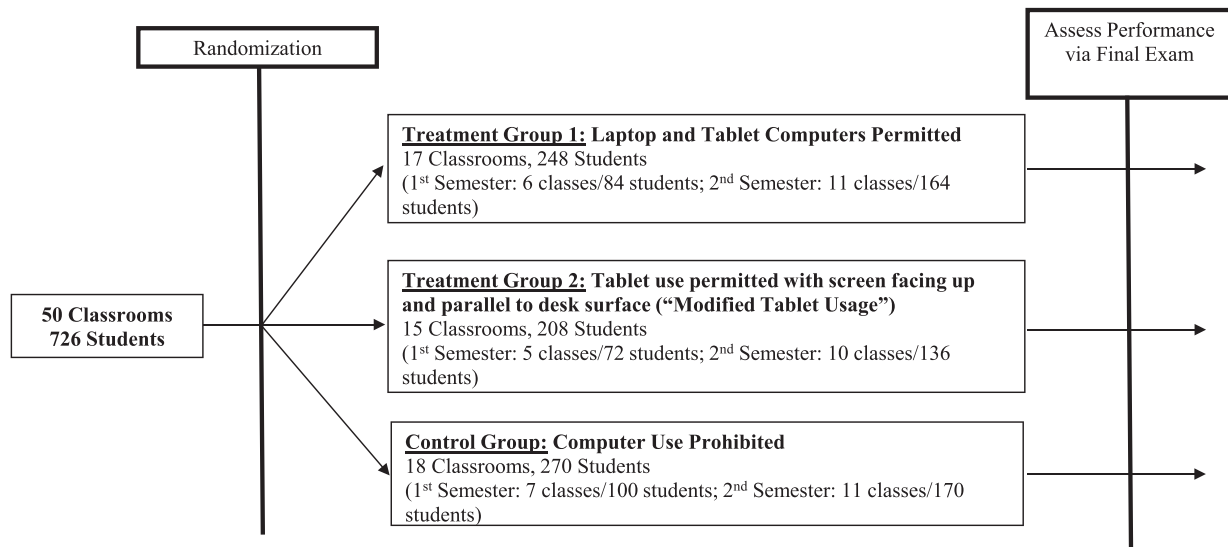 Randomization
Assess Performance
via Final Exam
Treatment Group 1: Laptop and Tablet Computers Permitted
17 Classrooms, 248 Students
(1st Semester: 6 classes/84 students; 2nd Semester: 11 classes/164
students)
50 Classrooms
726 Students
Treatment Group 2: Tablet use permitted with screen facing up
and parallel to desk surface (“Modified Tablet Usage”)
15 Classrooms, 208 Students
(1st Semester: 5 classes/72 students; 2nd Semester: 10 classes/136
students)
Control Group: Computer Use Prohibited
18 Classrooms, 270 Students
(1st Semester: 7 classes/100 students; 2nd Semester: 11 classes/170
students)